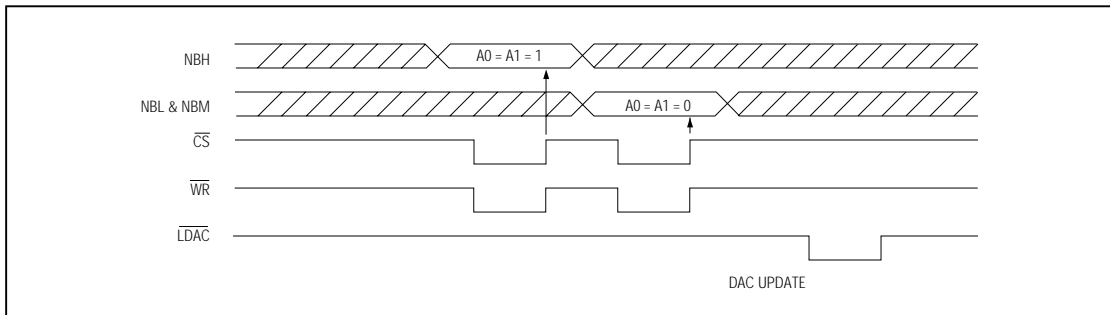 NBH
A0 = A1 = 1
NBL & NBM
A0 = A1 = 0
CS
WR
LDAC
DAC UPDATE